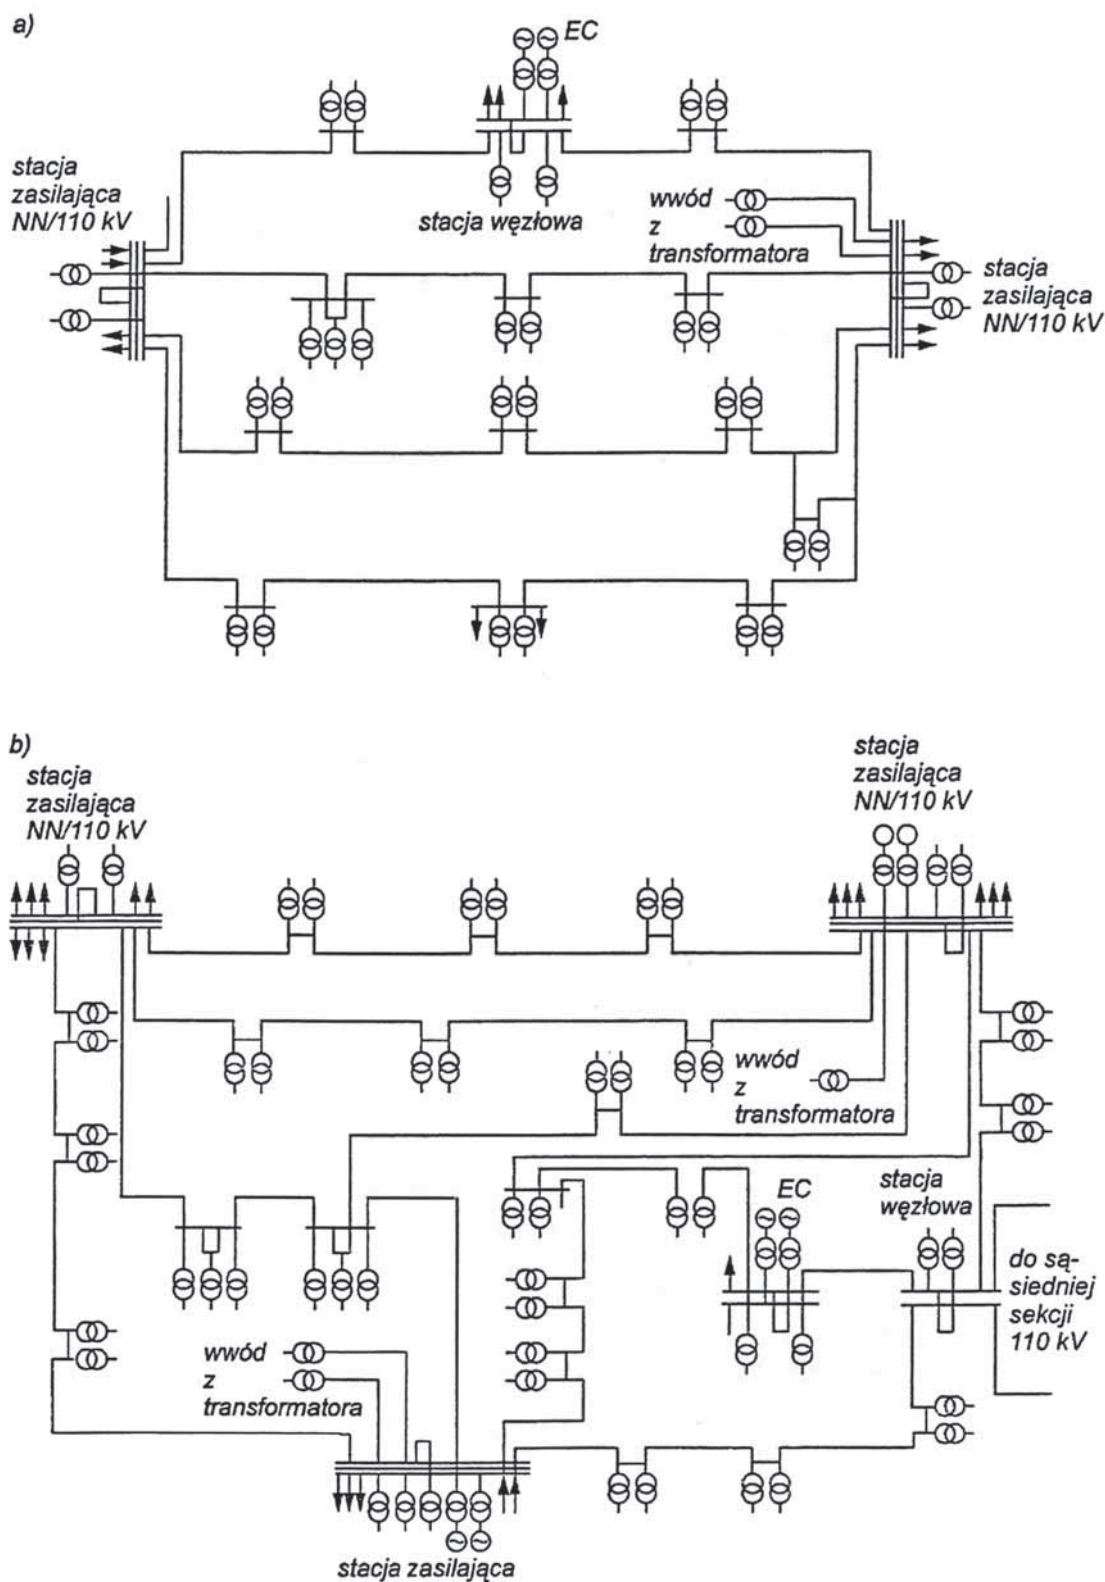 a)
EC
stacja
zasilająca
NN/110 kV
stacja węzłowa
wwód
z
transformatora
stacja
zasilająca
NN/110 kV
b)
stacja
zasilająca
NN/110 kV
stacja
zasilająca
NN/110 kV
wwód
z
transformatora
EC
stacja
węzłowa
do są-
siedniej
sekcji
110 kV
wwód
z
transformatora
stacja zasilająca